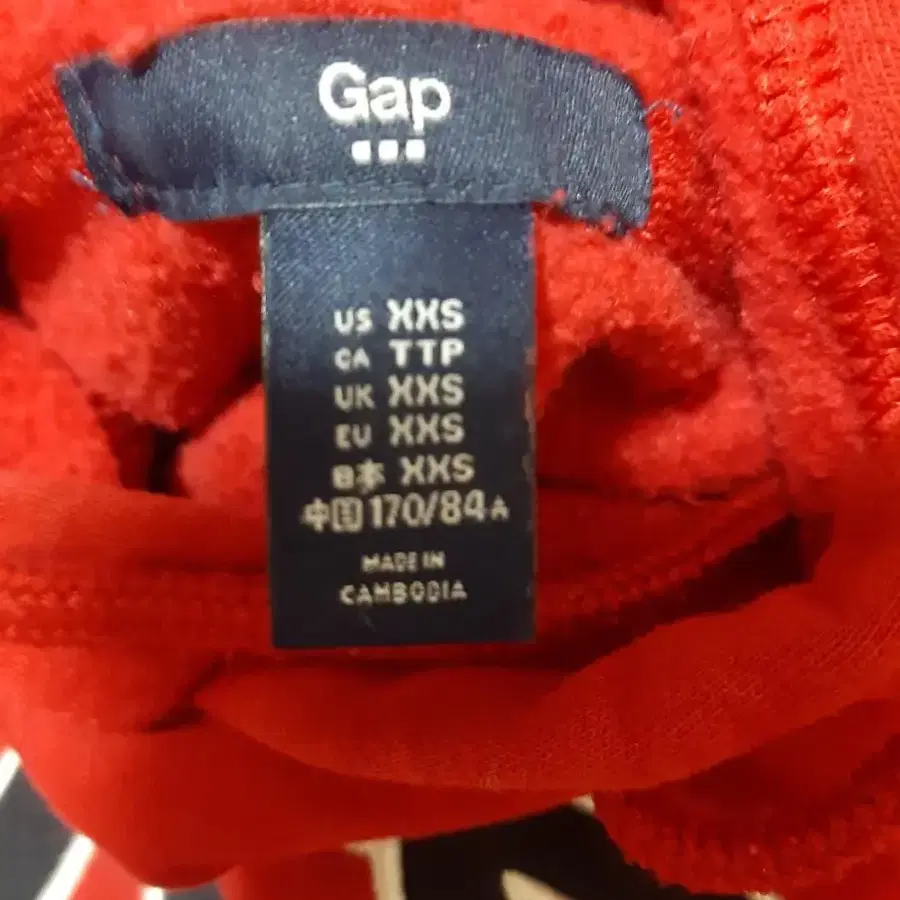 Gap
US XXS
CA TTP
UK XXS
EU XXS
日本 XXS
中国 170/84A
MADE IN
CAMBODIA